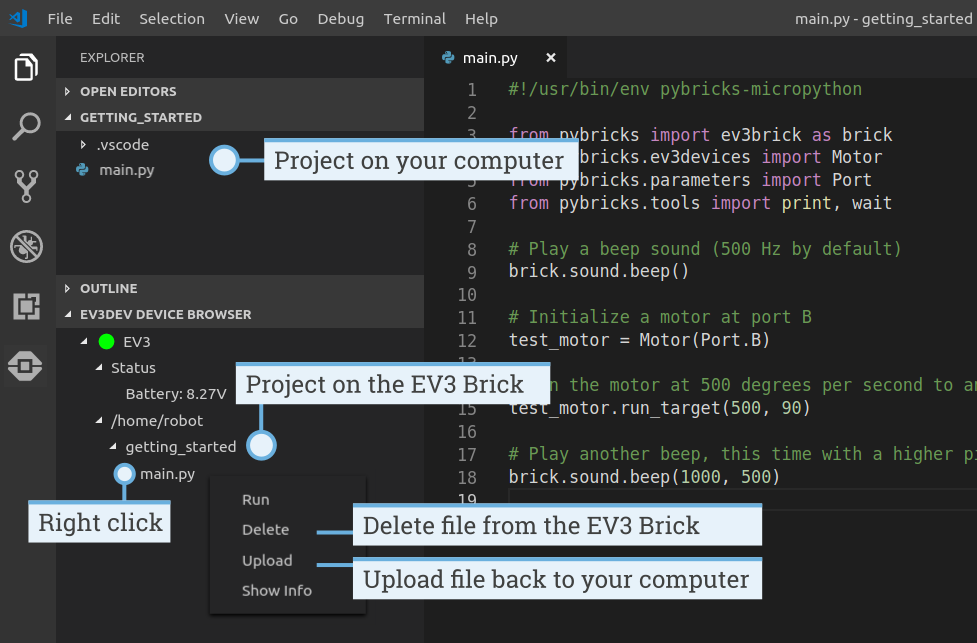 File Edit Selection View Go Debug Terminal Help main.py - getting_started
EXPLORER
OPEN EDITORS
GETTING_STARTED
.vscode
main.py
Project on your computer
OUTLINE
EV3DEV DEVICE BROWSER
EV3
Status
Battery: 8.27V
/home/robot
getting_started
main.py
Project on the EV3 Brick
Right click
Run
Delete
Upload
Show Info
Delete file from the EV3 Brick
Upload file back to your computer
main.py ×
1 #!/usr/bin/env pybricks-micropython
2
3 from pybricks import ev3brick as brick
bricks.ev3devices import Motor
5 from pybricks.parameters import Port
6 from pybricks.tools import print, wait
7
8 # Play a beep sound (500 Hz by default)
9 brick.sound.beep()
10
11 # Initialize a motor at port B
12 test_motor = Motor(Port.B)
13
n the motor at 500 degrees per second to
15 test_motor.run_target(500, 90)
16
17 # Play another beep, this time with a higher
18 brick.sound.beep(1000, 500)
19